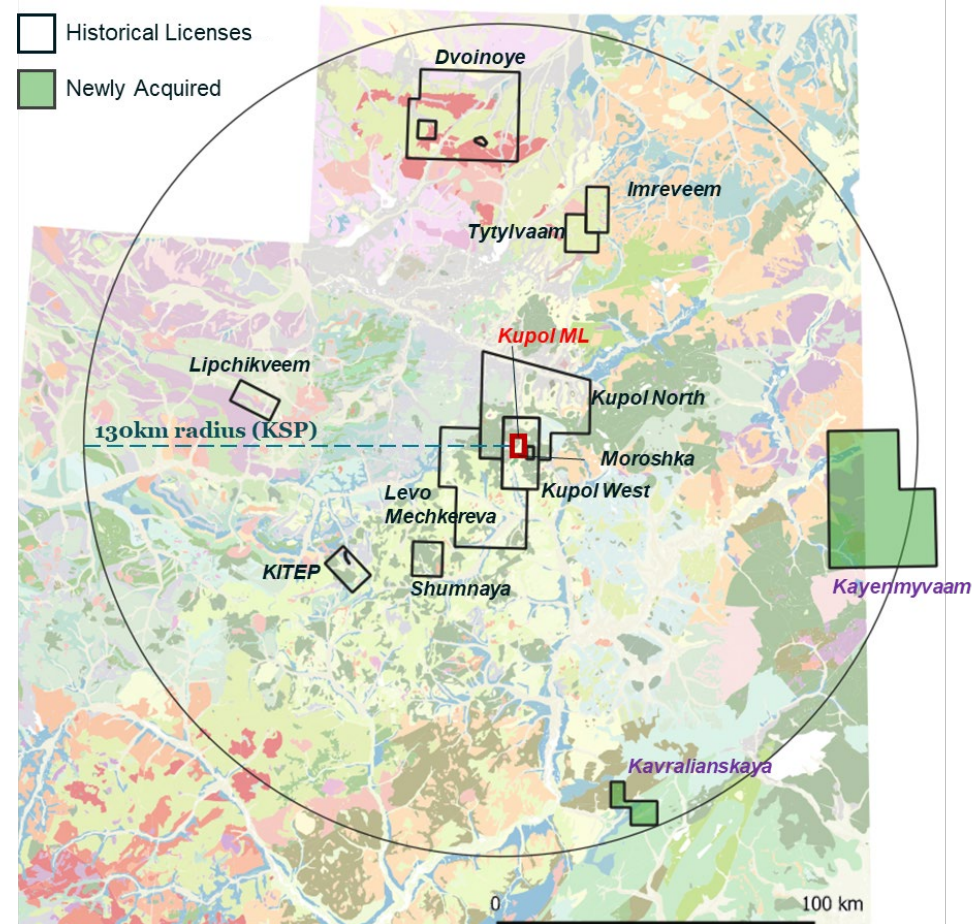 Historical Licenses
Newly Acquired
Dvoinoye
Imreveem
Tytylvaam
Kupol ML
Lipchikveem
Kupol North
130km radius (KSP)
Moroshka
Levo
Mechkereva
Kupol West
KITEP
Shumnaya
Kayenmyvaam
Kavralianskaya
0
100 km